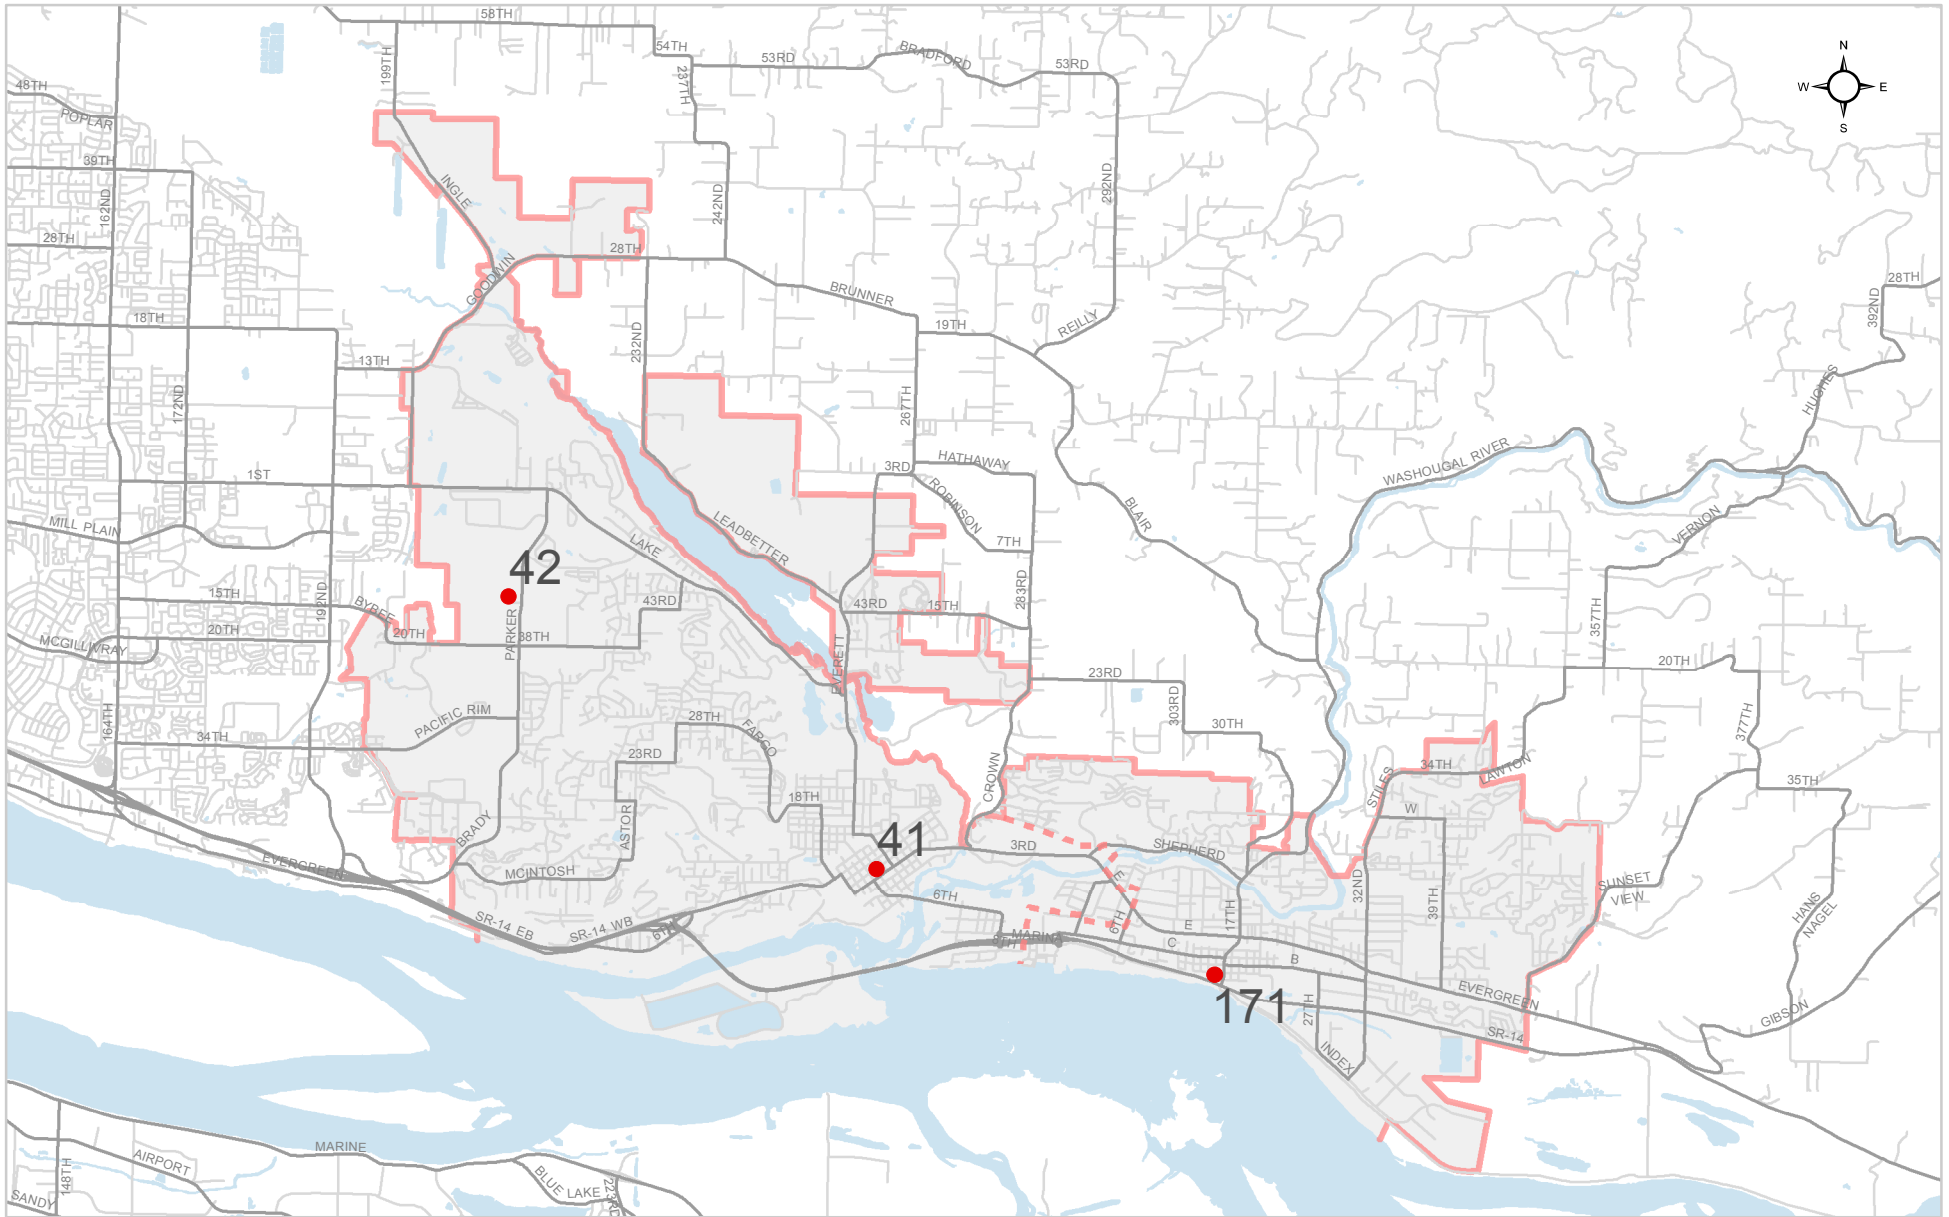 58TH
54TH
53RD
BRADFORD
53RD
N
W
E
S
199TH
237TH
48TH
POPLAR
39TH
162ND
INGLE
242ND
292ND
28TH
28TH
GOODWIN
BRUNNER
28TH
392ND
18TH
19TH
REILLY
232ND
13TH
172ND
267TH
HUGHES
1ST
3RD
HATHAWAY
WASHOUGAL RIVER
ROBINSON
MILL PLAIN
LEADBETTER
LAKE
BLAIR
VERNON
7TH
42
15TH
192ND
BYBEE
43RD
43RD
15TH
283RD
357TH
20TH
20TH
PARKER
38TH
MCGILLIVRAY
EVERETT
23RD
20TH
303RD
164TH
34TH
PACIFIC RIM
28TH
FARGO
30TH
377TH
23RD
CROWN
34TH
LAWTON
35TH
STILES
18TH
W
BRADY
ASTOR
41
3RD
SHEPHERD
EVERGREEN
MCINTOSH
E
32ND
39TH
SUNSET
VIEW
6TH
SR-14 EB
SR-14 WB
6TH
6TH
17TH
E
HANS
NAGEL
MARINA
8TH
C
B
171
27TH
EVERGREEN
SR-14
GIBSON
INDEX
MARINE
AIRPORT
148TH
SANDY
BLUE LAKE
223RD